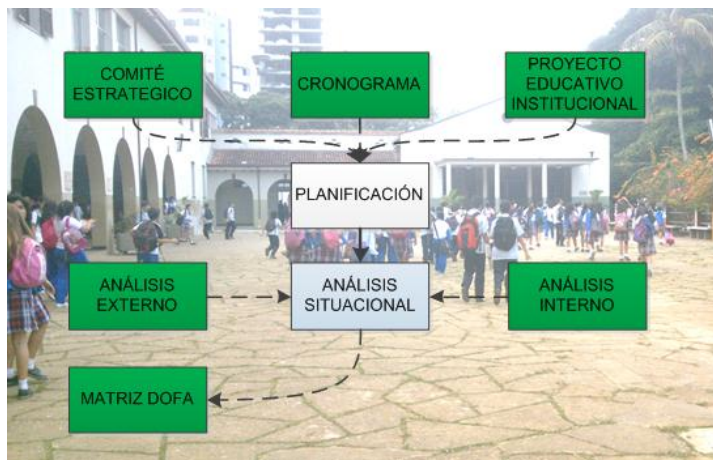 COMITÉ
ESTRATEGICO
CRONOGRAMA
PROYECTO
EDUCATIVO
INSTITUCIONAL
PLANIFICACIÓN
ANÁLISIS
EXTERNO
ANÁLISIS
SITUACIONAL
ANÁLISIS
INTERNO
MATRIZ DOFA